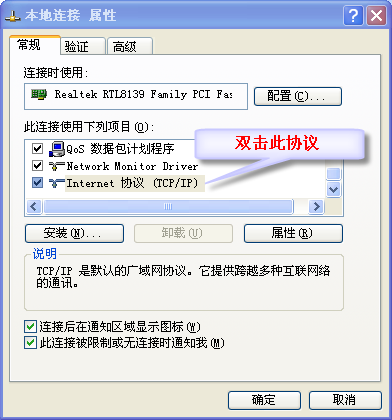 本地连接 属性
常规
验证
高级
连接时使用:
Realtek RTL8139 Family PCI Fas
配置(C)...
此连接使用下列项目(O):
双击此协议
QoS 数据包计划程序
Network Monitor Driver
Internet 协议 (TCP/IP)
安装(N)...
卸载(U)
属性(R)
说明
TCP/IP 是默认的广域网协议。它提供跨越多种互联网络
的通讯。
连接后在通知区域显示图标(W)
此连接被限制或无连接时通知我(M)
确定
取消